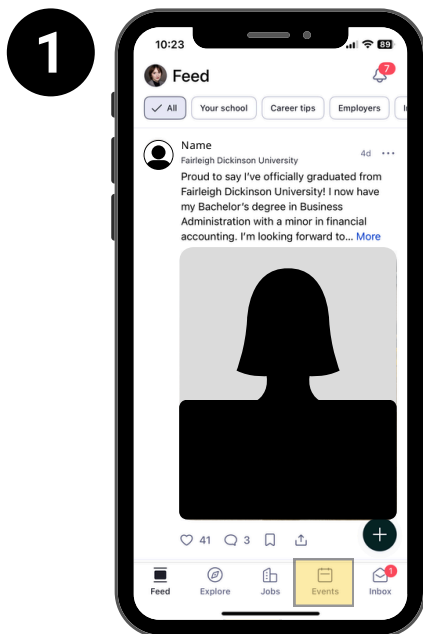 1
10:23
89
Feed
7
All Your school Career tips Employers
Name
Fairleigh Dickinson University
4d
Proud to say I've officially graduated from
Fairleigh Dickinson University! I now have
my Bachelor's degree in Business
Administration with a minor in financial
accounting. I'm looking forward to... More
41 3
Feed Explore Jobs Events Inbox
1